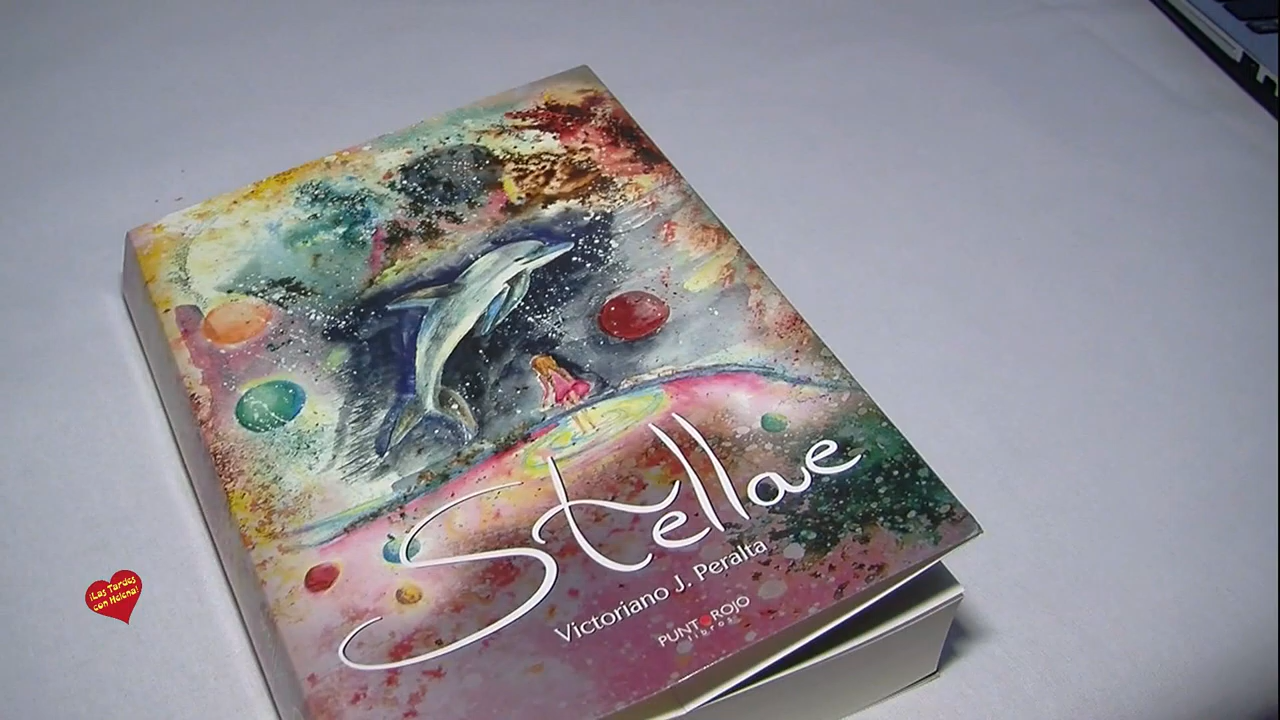 Stellae
Victoriano J. Peralta
PUNTOROJO
libros
¡Las Tardes
con Helena!